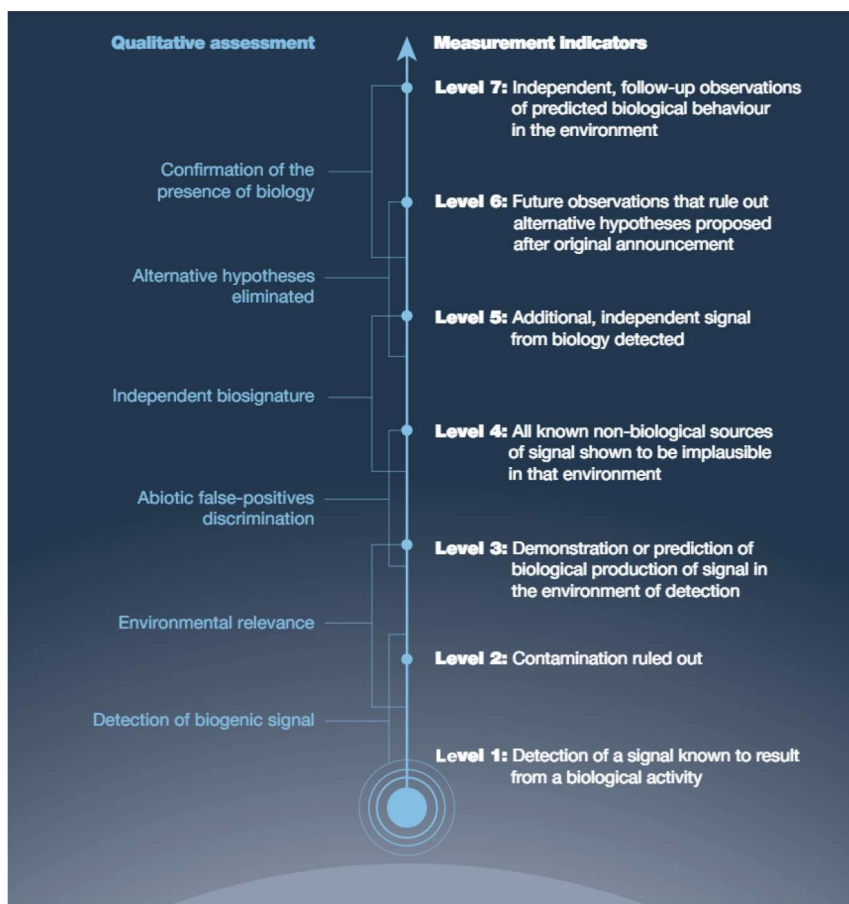 Qualitative assessment
Measurement indicators
Level 7: Independent, follow-up observations
of predicted biological behaviour
in the environment
Confirmation of the
presence of biology
Level 6: Future observations that rule out
alternative hypotheses proposed
after original announcement
Alternative hypotheses
eliminated
Level 5: Additional, independent signal
from biology detected
Independent biosignature
Level 4: All known non-biological sources
of signal shown to be implausible
in that environment
Abiotic false-positives
discrimination
Level 3: Demonstration or prediction of
biological production of signal in
the environment of detection
Environmental relevance
Level 2: Contamination ruled out
Detection of biogenic signal
Level 1: Detection of a signal known to result
from a biological activity